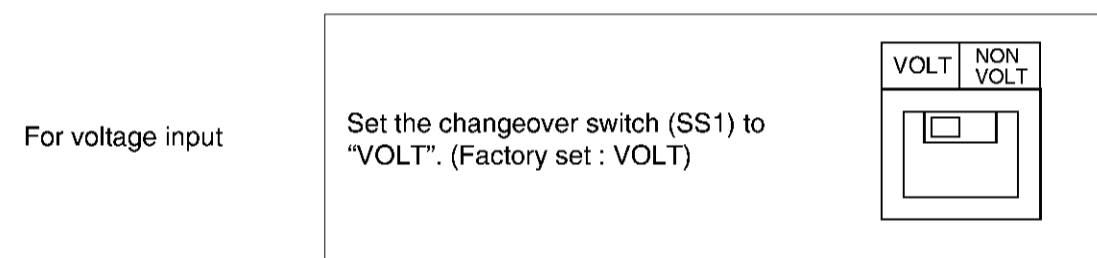 For voltage input
Set the changeover switch (SS1) to
“VOLT”. (Factory set : VOLT)
VOLT
NON
VOLT